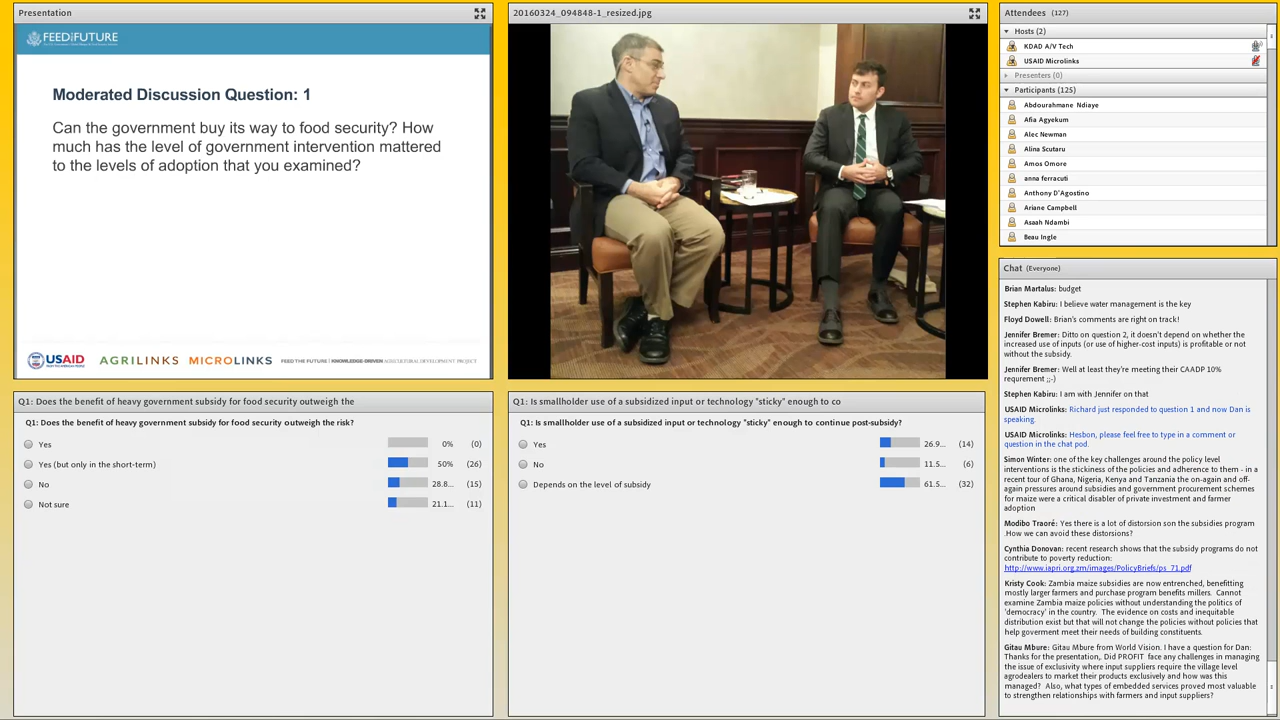 Presentation
FEED THE FUTURE
Moderated Discussion Question: 1
Can the government buy its way to food security? How
much has the level of government intervention mattered
to the levels of adoption that you examined?
USAID
FROM THE AMERICAN PEOPLE
AGRILINKS
MICROLINKS
FEED THE FUTURE | KNOWLEDGE-DRIVEN AGRICULTURAL DEVELOPMENT PROJECT
20160324_094848-1_resized.jpg
Attendees (127)
Hosts (2)
KDAD A/V Tech
USAID Microlinks
Presenters (0)
Participants (125)
Abdourahmane Ndiaye
Afia Agyekum
Alec Newman
Alina Scutaru
Amos Omore
anna ferracuti
Anthony D'Agostino
Ariane Campbell
Asaah Ndambi
Beau Ingle
Chat (Everyone)
Brian Martalus: budget
Stephen Kabiru: I believe water management is the key
Floyd Dowell: Brian's comments are right on track!
Jennifer Bremer: Ditto on question 2, it doesn't depend on whether the
increased use of inputs (or use of higher-cost inputs) is profitable or not
without the subsidy.
Jennifer Bremer: Well at least they're meeting their CAADP 10%
requrement ;;-)
Stephen Kabiru: I am with Jennifer on that
USAID Microlinks: Richard just responded to question 1 and now Dan is
speaking.
USAID Microlinks: Hesbon, please feel free to type in a comment or
question in the chat pod.
Simon Winter: one of the key challenges around the policy level
interventions is the stickiness of the policies and adherence to them - in a
recent tour of Ghana, Nigeria, Kenya and Tanzania the on-again and off-
again pressures around subsidies and government procurement schemes
for maize were a critical disabler of private investment and farmer
adoption
Modibo Traoré: Yes there is a lot of distorsion son the subsidies program
.How we can avoid these distorsions?
Cynthia Donovan: recent research shows that the subsidy programs do not
contribute to poverty reduction:
http://www.iapri.org.zm/images/PolicyBriefs/ps_71.pdf
Kristy Cook: Zambia maize subsidies are now entrenched, benefitting
mostly larger farmers and purchase program benefits millers. Cannot
examine Zambia maize policies without understanding the politics of
'democracy' in the country. The evidence on costs and inequitable
distribution exist but that will not change the policies without policies that
help goverment meet their needs of building constituents.
Gitau Mbure: Gitau Mbure from World Vision. I have a question for Dan:
Thanks for the presentation, Did PROFIT face any challenges in managing
the issue of exclusivity where input suppliers require the village level
agrodealers to market their products exclusively and how was this
managed? Also, what types of embedded services proved most valuable
to strengthen relationships with farmers and input suppliers?
Q1: Does the benefit of heavy government subsidy for food security outweigh the
Q1: Does the benefit of heavy government subsidy for food security outweigh the risk?
Yes 0% (0)
Yes (but only in the short-term) 50% (26)
No 28.8... (15)
Not sure 21.1... (11)
Q1: Is smallholder use of a subsidized input or technology "sticky" enough to co
Q1: Is smallholder use of a subsidized input or technology "sticky" enough to continue post-subsidy?
Yes 26.9... (14)
No 11.5... (6)
Depends on the level of subsidy 61.5... (32)